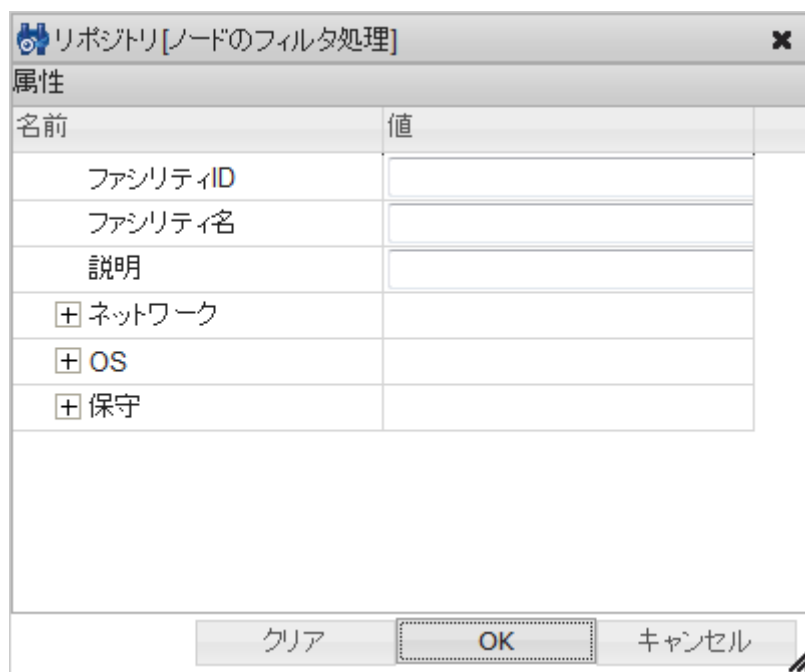 リポジトリ[ノードのフィルタ処理]
属性
名前 値
ファシリティID
ファシリティ名
説明
ネットワーク
OS
保守
クリア OK キャンセル